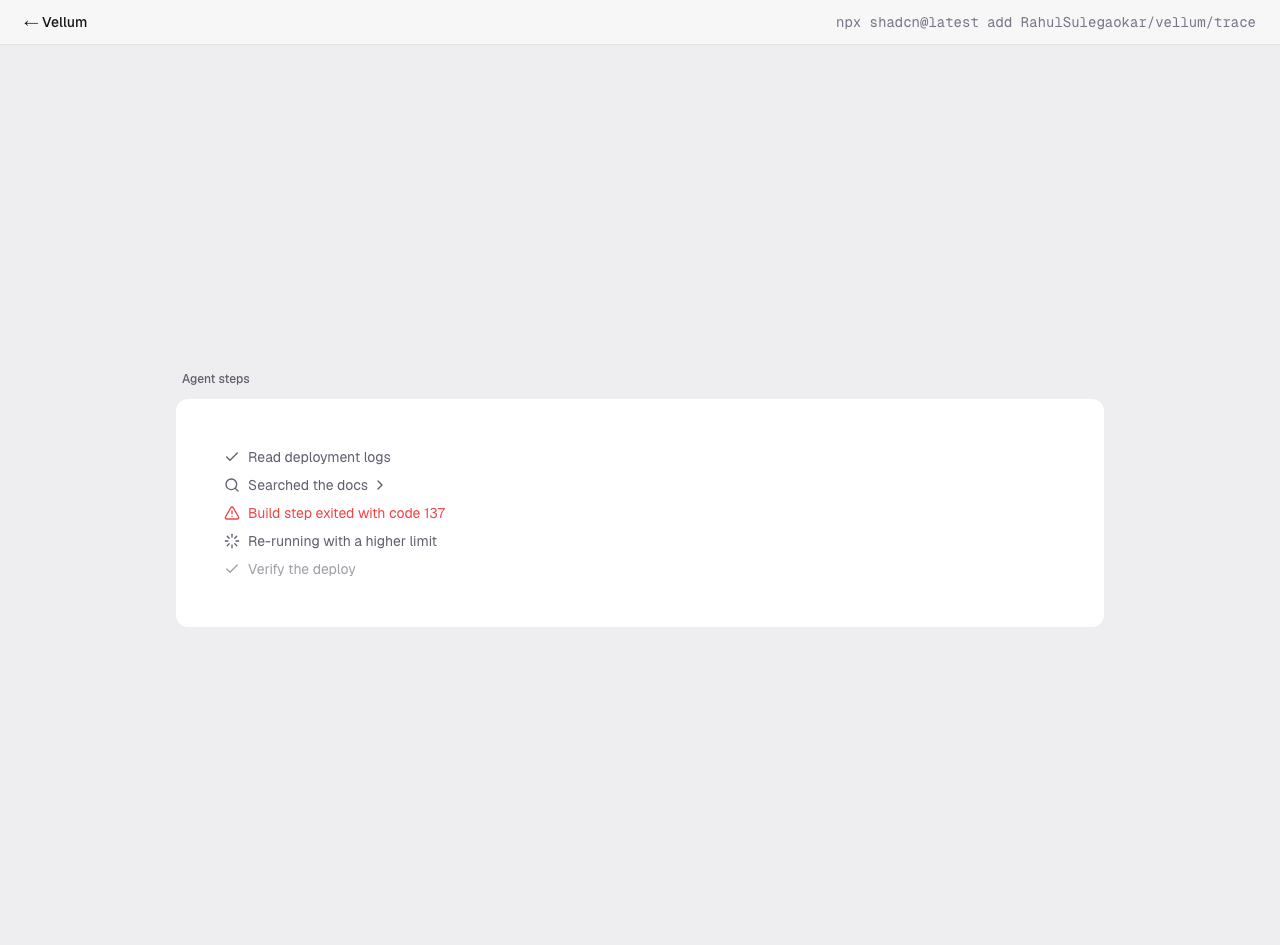 ← Vellum
npx shadcn@latest add RahulSulegaokar/vellum/trace
Agent steps
Read deployment logs
Searched the docs
Build step exited with code 137
Re-running with a higher limit
Verify the deploy